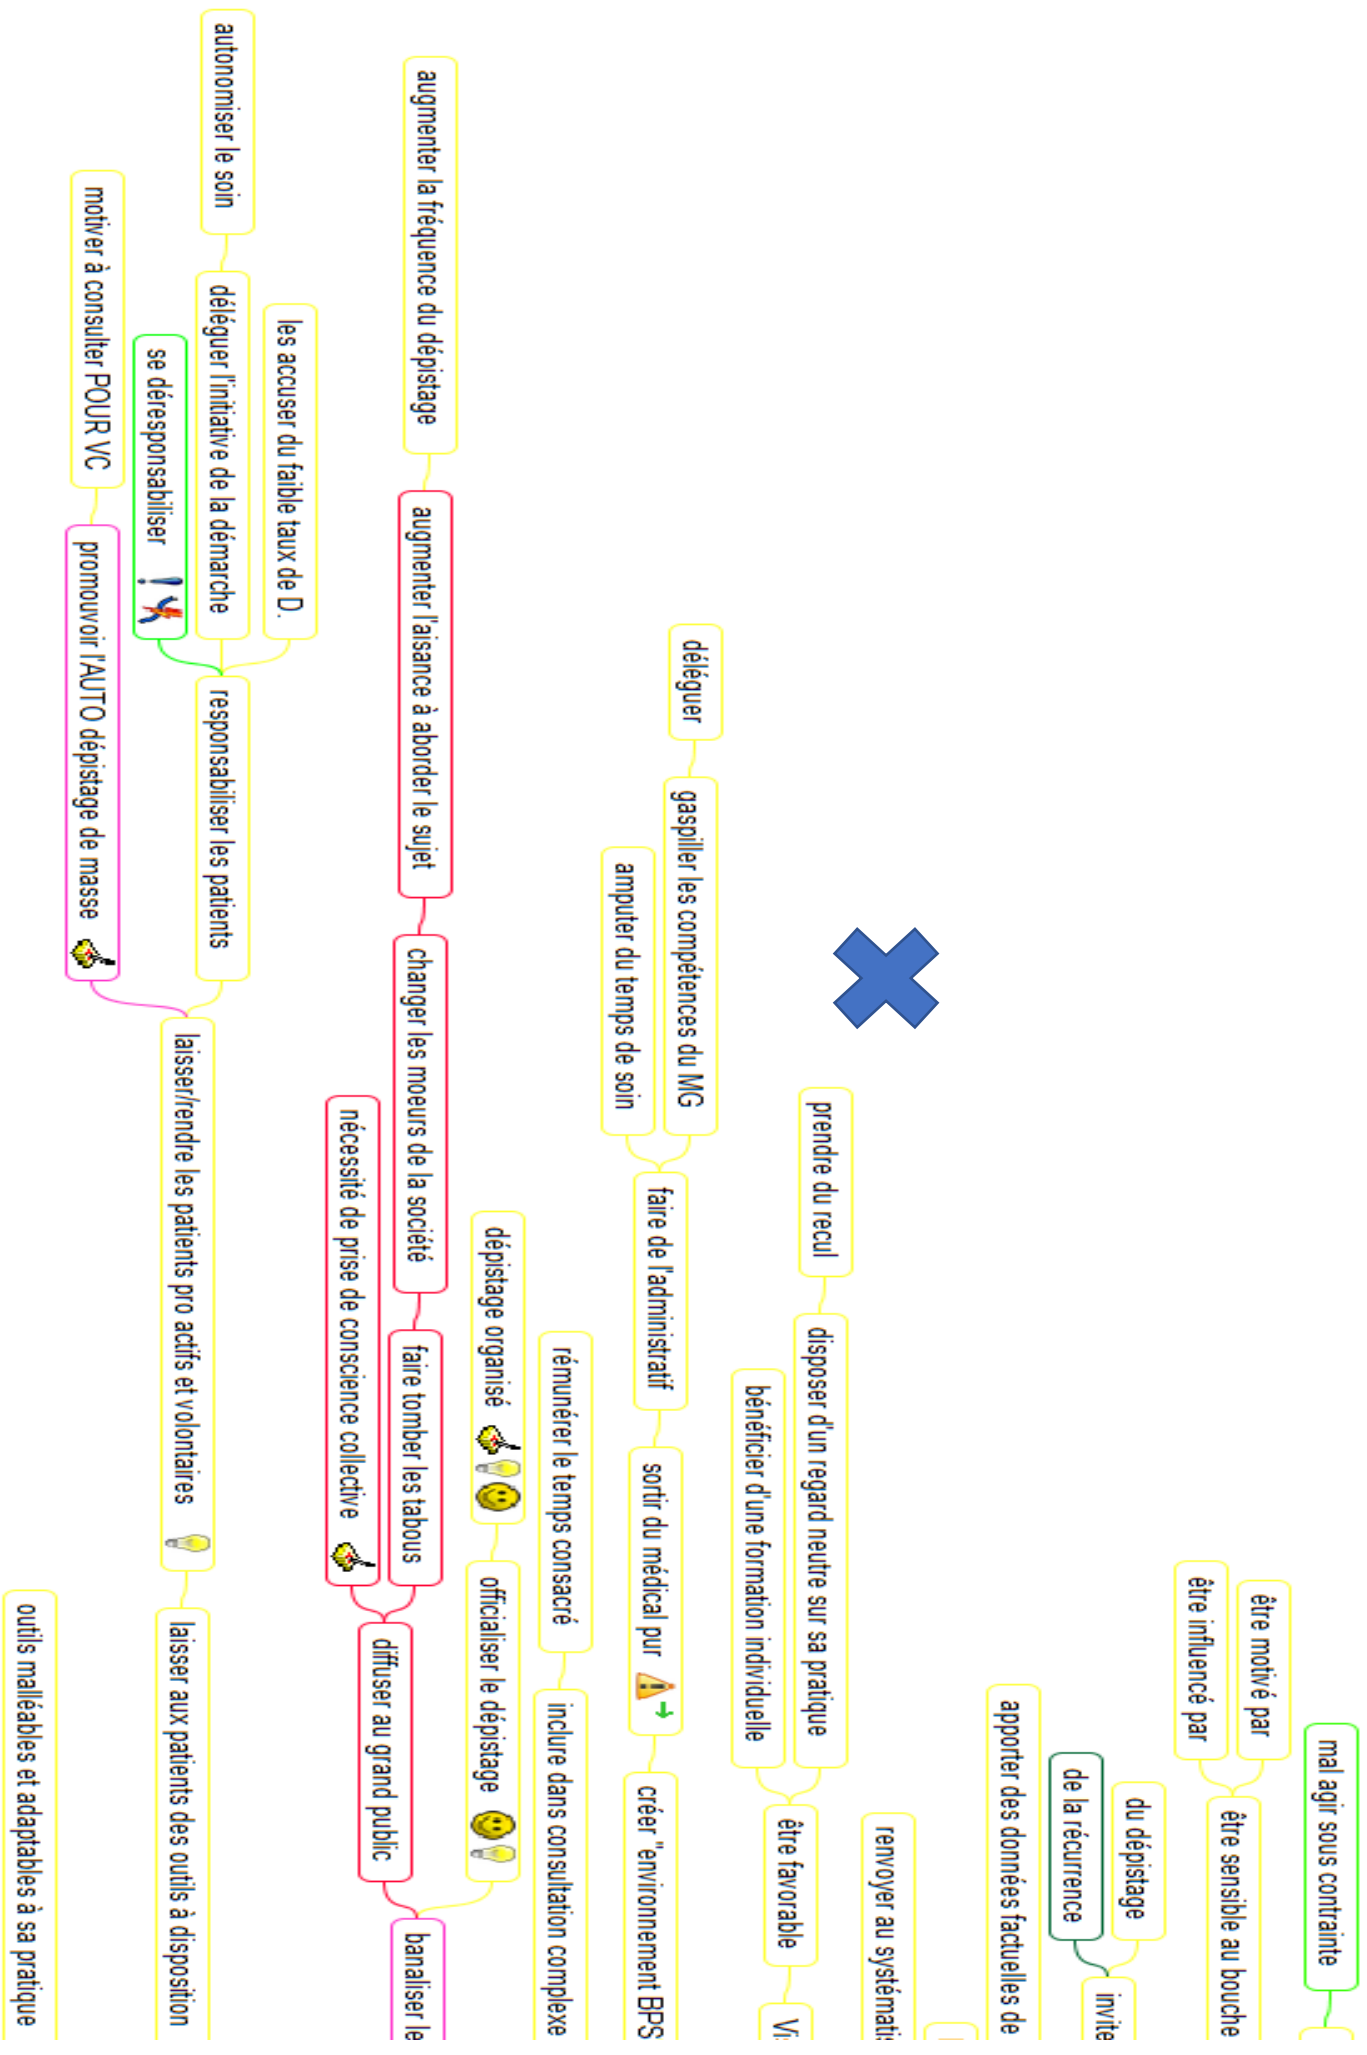 mal agir sous contrainte
être motivé par
être influencé par
être sensible au bouche
du dépistage
de la récurrence
invite
apporter des données factuelles de
renvoyer au systémati
prendre du recul
disposer d'un regard neutre sur sa pratique
bénéficier d'une formation individuelle
être favorable
Vi
déléguer
gaspiller les compétences du MG
amputer du temps de soin
faire de l'administratif
sortir du médical pur
créer "environnement BPS
rémunérer le temps consacré
inclure dans consultation complexe
dépistage organisé
officialiser le dépistage
augmenter la fréquence du dépistage
augmenter l'aisance à aborder le sujet
changer les moeurs de la société
faire tomber les tabous
nécessité de prise de conscience collective
diffuser au grand public
banaliser le
les accuser du faible taux de D.
autonomiser le soin
déléguer l'initiative de la démarche
se déresponsabiliser
responsabiliser les patients
motiver à consulter POUR VC
promouvoir l'AUTO dépistage de masse
laisser/rendre les patients pro actifs et volontaires
laisser aux patients des outils à disposition
outils malléables et adaptables à sa pratique